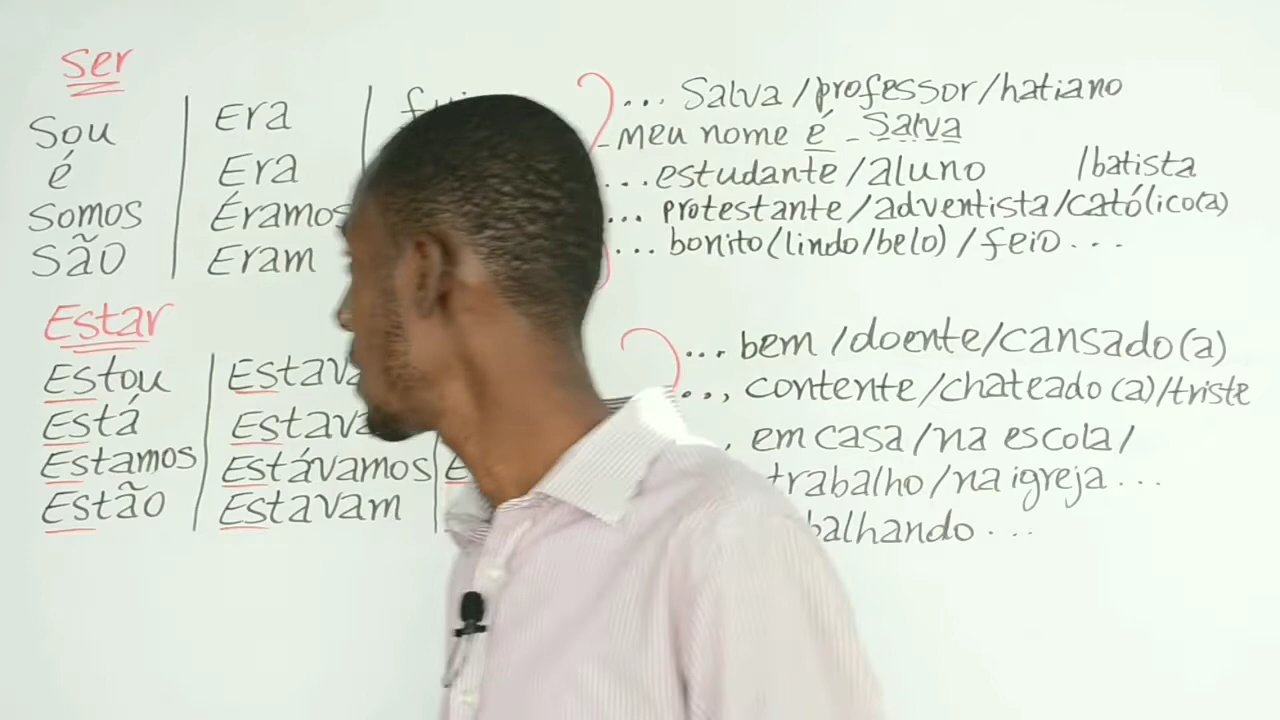 ser
Sou | Era | ... Salva /professor/hatiano
- meu nome é - Salva
é | Era ... estudante /aluno /batista
Somos | Éramos ... protestante /adventista/católico(a)
São | Eram ... bonito (lindo/belo) / feio ...
Estar
Estou | ... bem /doente/cansado(a)
Está | ..., contente /chateado (a)/triste
em casa /na escola/
Estamos | Estávamos trabalho /na igreja ...
Estão | Estavam ...